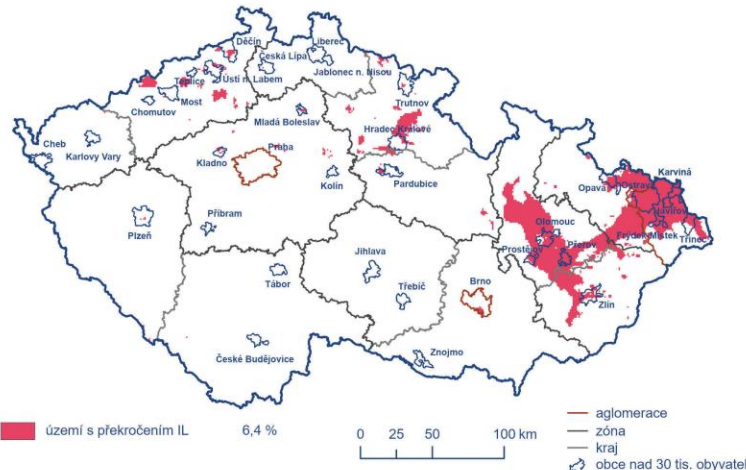 Děčín
Liberec
Česká Lípa
Jablonec n. Nisou
Teplice
Ústí n. Labem
Most
Chomutov
Trutnov
Mladá Boleslav
Hradec Králové
Cheb
Karlovy Vary
Kladno
Praha
Kolín
Pardubice
Karviná
Opava
Ostrava
Havířov
Frýdek-Místek
Třinec
Příbram
Plzeň
Olomouc
Prostějov
Přerov
Jihlava
Tábor
Třebíč
Brno
Zlín
České Budějovice
Znojmo
území s překročením IL 6,4 %
0 25 50 100 km
aglomerace
zóna
kraj
obce nad 30 tis. obyvatel